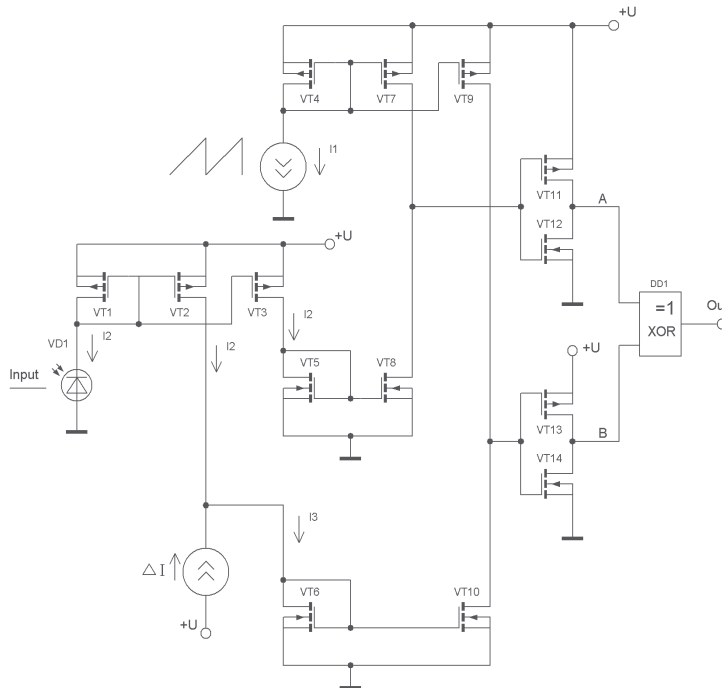 +U
VT4
VT7
VT9
I1
VT11
A
VT12
+U
DD1
=1
XOR
Ou
VT1
VT2
VT3
VD1
I2
I2
I2
Input
VT5
VT8
+U
VT13
B
VT14
I3
ΔI
VT6
VT10
+U